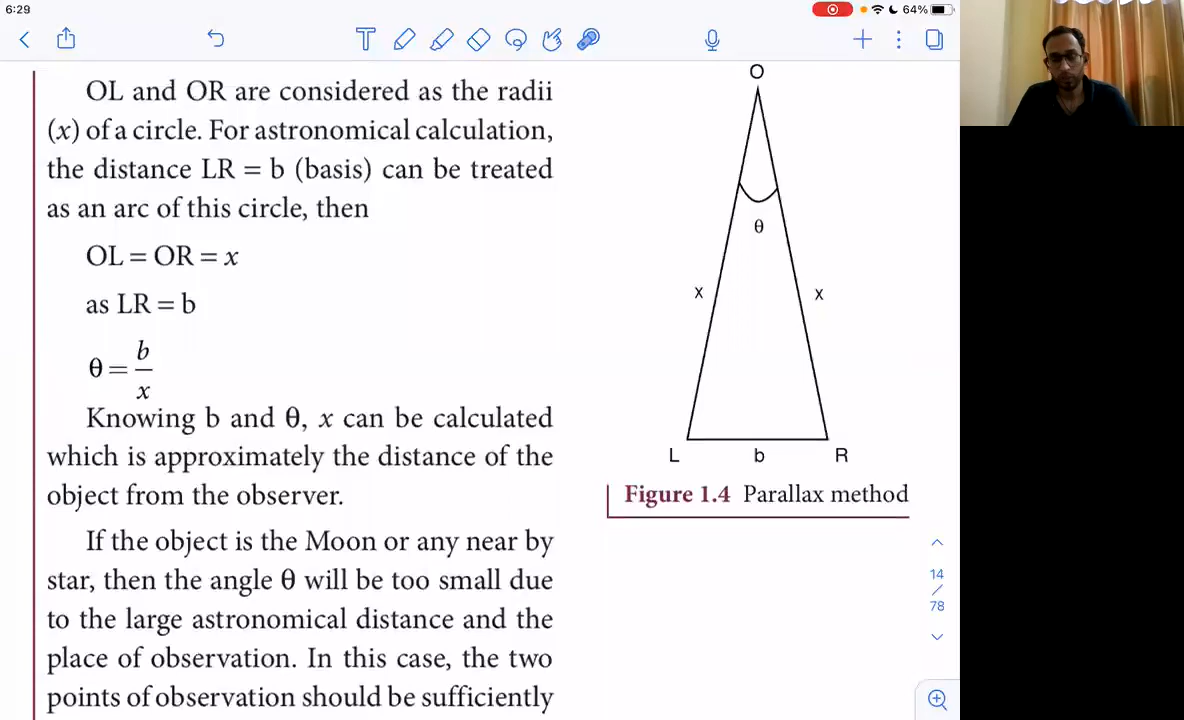 6:29
64%
OL and OR are considered as the radii
(x) of a circle. For astronomical calculation,
the distance LR = b (basis) can be treated
as an arc of this circle, then
OL = OR = x
as LR = b
θ = b/x
Knowing b and θ, x can be calculated
which is approximately the distance of the
object from the observer.
If the object is the Moon or any near by
star, then the angle θ will be too small due
to the large astronomical distance and the
place of observation. In this case, the two
points of observation should be sufficiently
O
θ
x
x
L
b
R
Figure 1.4 Parallax method
14
/
78